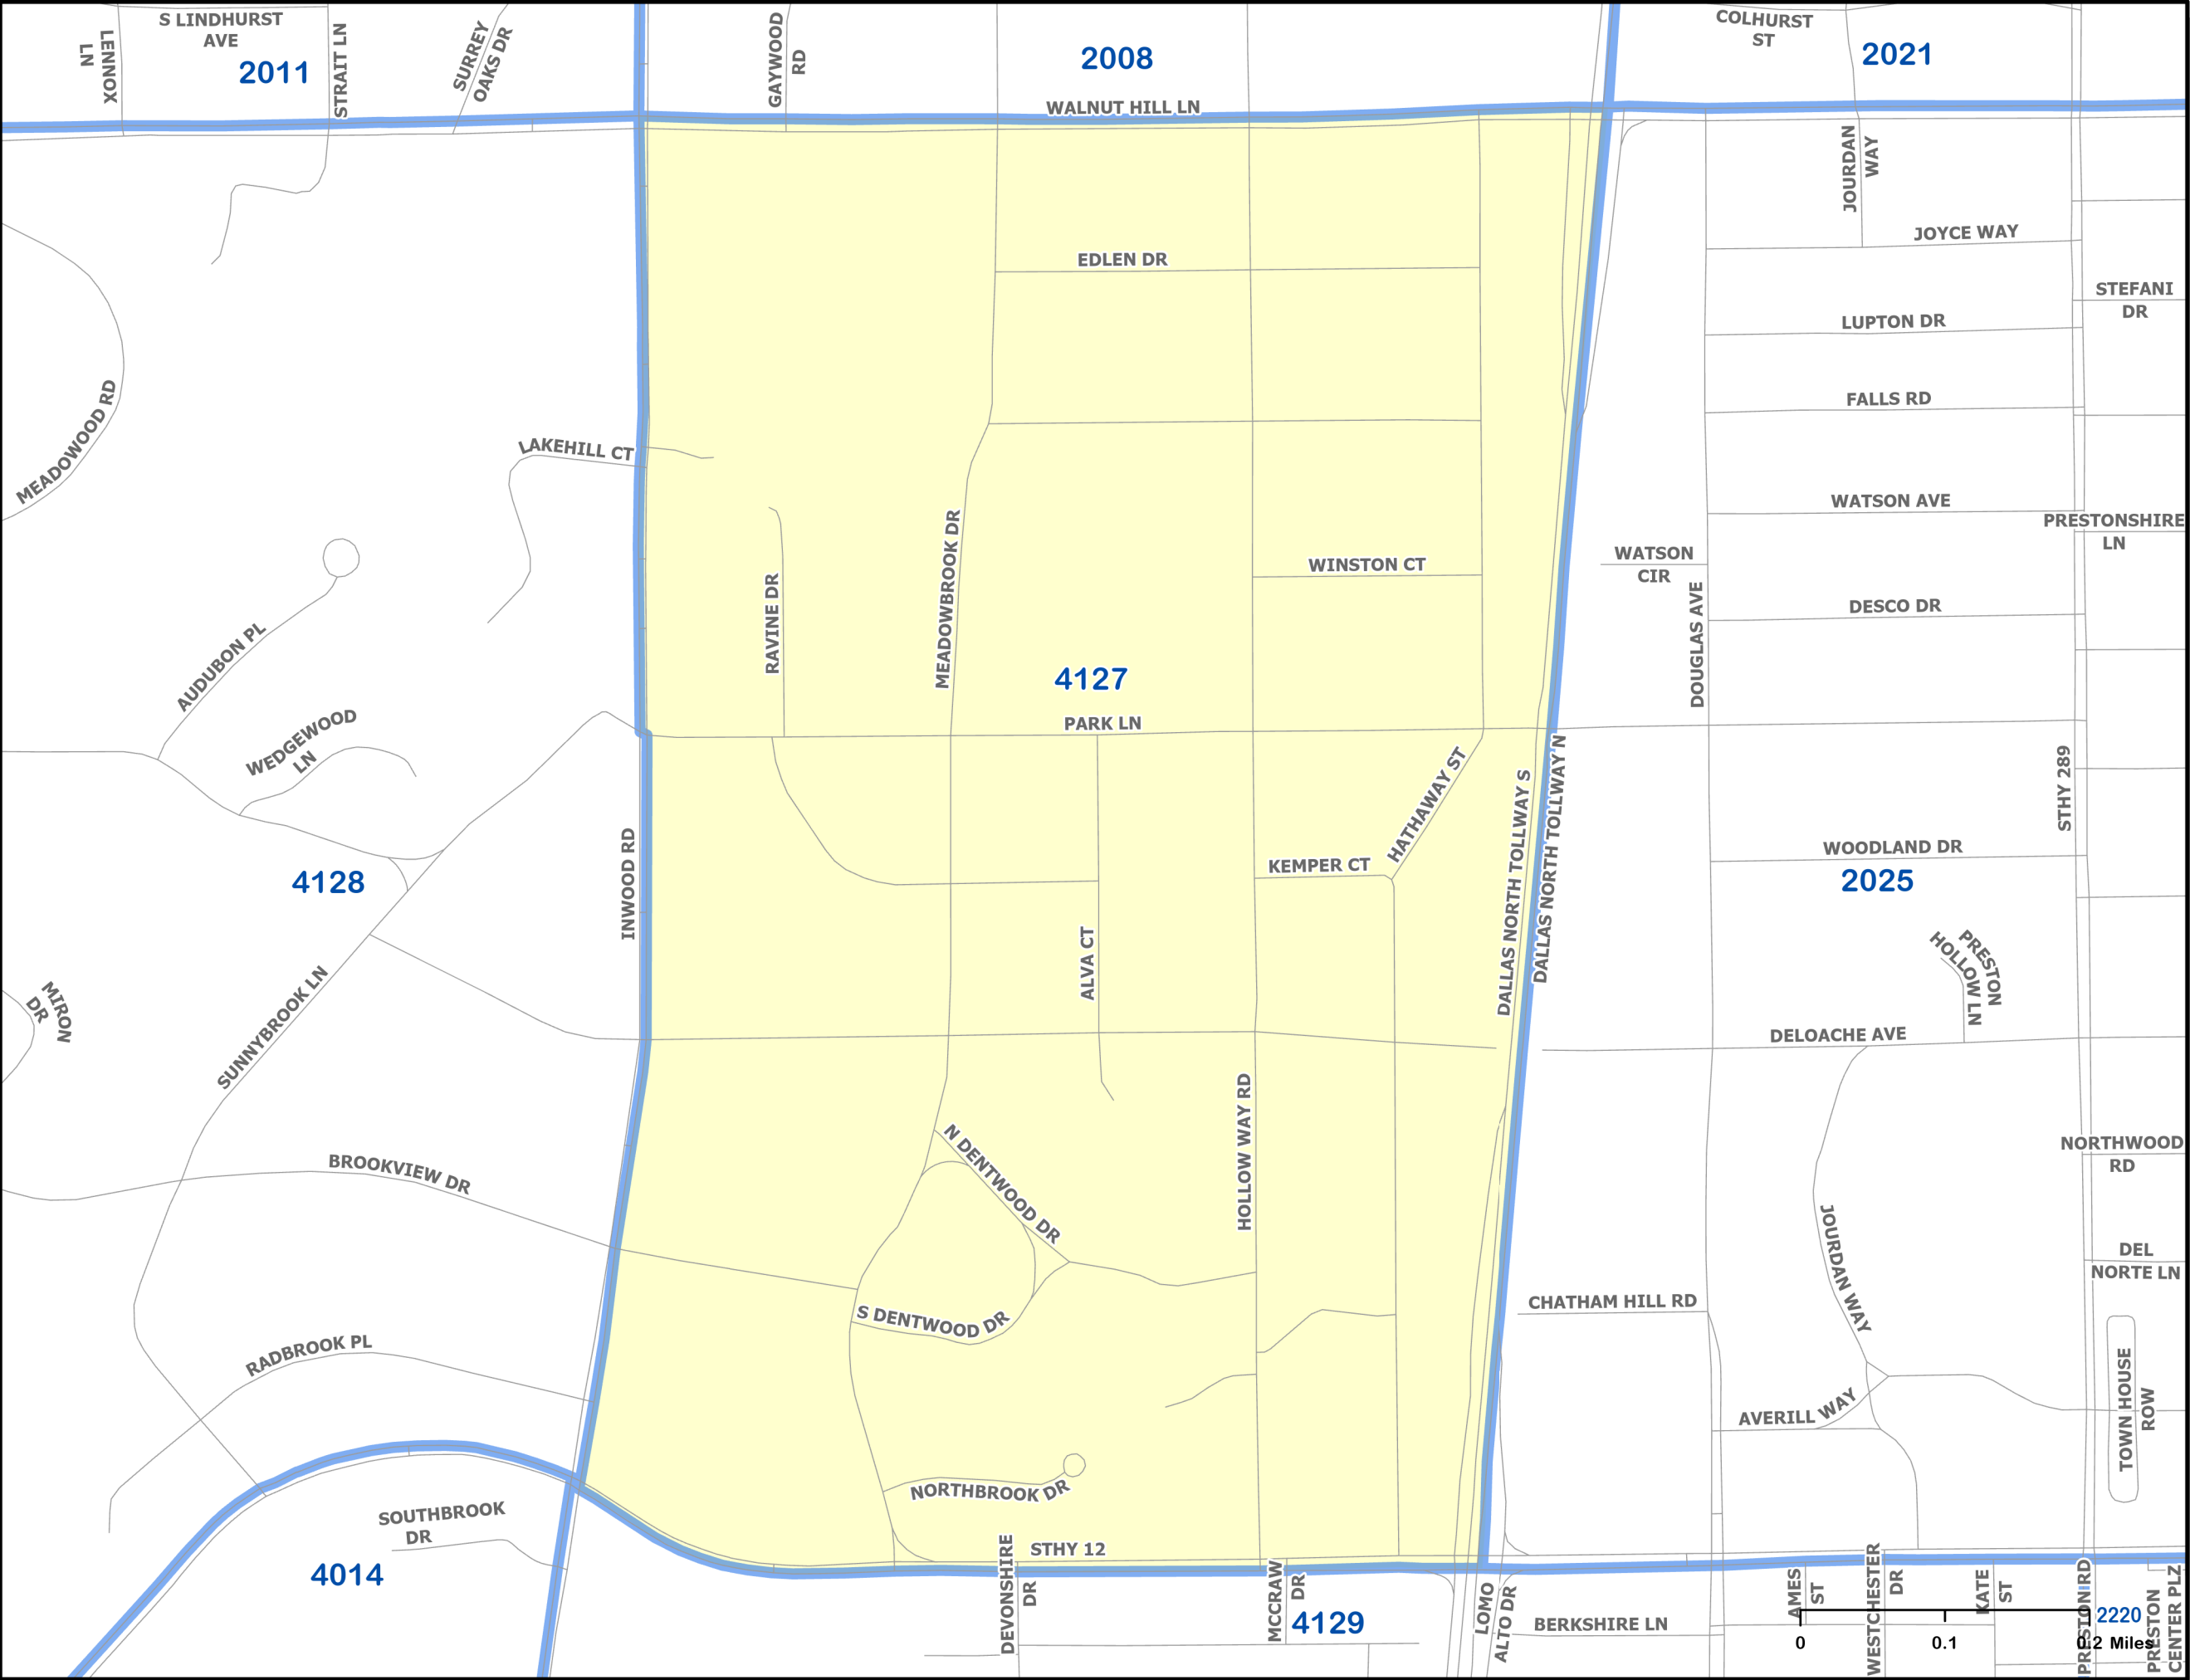 S LINDHURST
AVE
LENNOX
LN
2011
STRAIT LN
SURREY
OAKS DR
GAYWOOD
RD
2008
WALNUT HILL LN
COLHURST
ST
2021
JOURDAN
WAY
JOYCE WAY
EDLEN DR
STEFANI
DR
LUPTON DR
MEADOWOOD RD
FALLS RD
LAKEHILL CT
WATSON AVE
PRESTONSHIRE
LN
MEADOWBROOK DR
RAVINE DR
WINSTON CT
WATSON
CIR
DOUGLAS AVE
DESCO DR
AUDUBON PL
4127
WEDGEWOOD
LN
PARK LN
HATHAWAY ST
DALLAS NORTH TOLLWAY S
DALLAS NORTH TOLLWAY N
STHY 289
INWOOD RD
4128
KEMPER CT
WOODLAND DR
2025
ALVA CT
PRESTON
HOLLOW LN
MIRON
DR
SUNNYBROOK LN
DELOACHE AVE
HOLLOW WAY RD
N DENTWOOD DR
BROOKVIEW DR
NORTHWOOD
RD
JOURDAN WAY
DEL
NORTE LN
S DENTWOOD DR
CHATHAM HILL RD
RADBROOK PL
TOWN HOUSE
ROW
AVERILL WAY
NORTHBROOK DR
SOUTHBROOK
DR
STHY 12
4014
DEVONSHIRE
DR
MCCRAW
DR
4129
LOMO
ALTO DR
BERKSHIRE LN
AMES
ST
WESTCHESTER
DR
KATE
ST
PRESTON RD
2220
PRESTON
CENTER PLZ
0
0.1
0.2 Miles